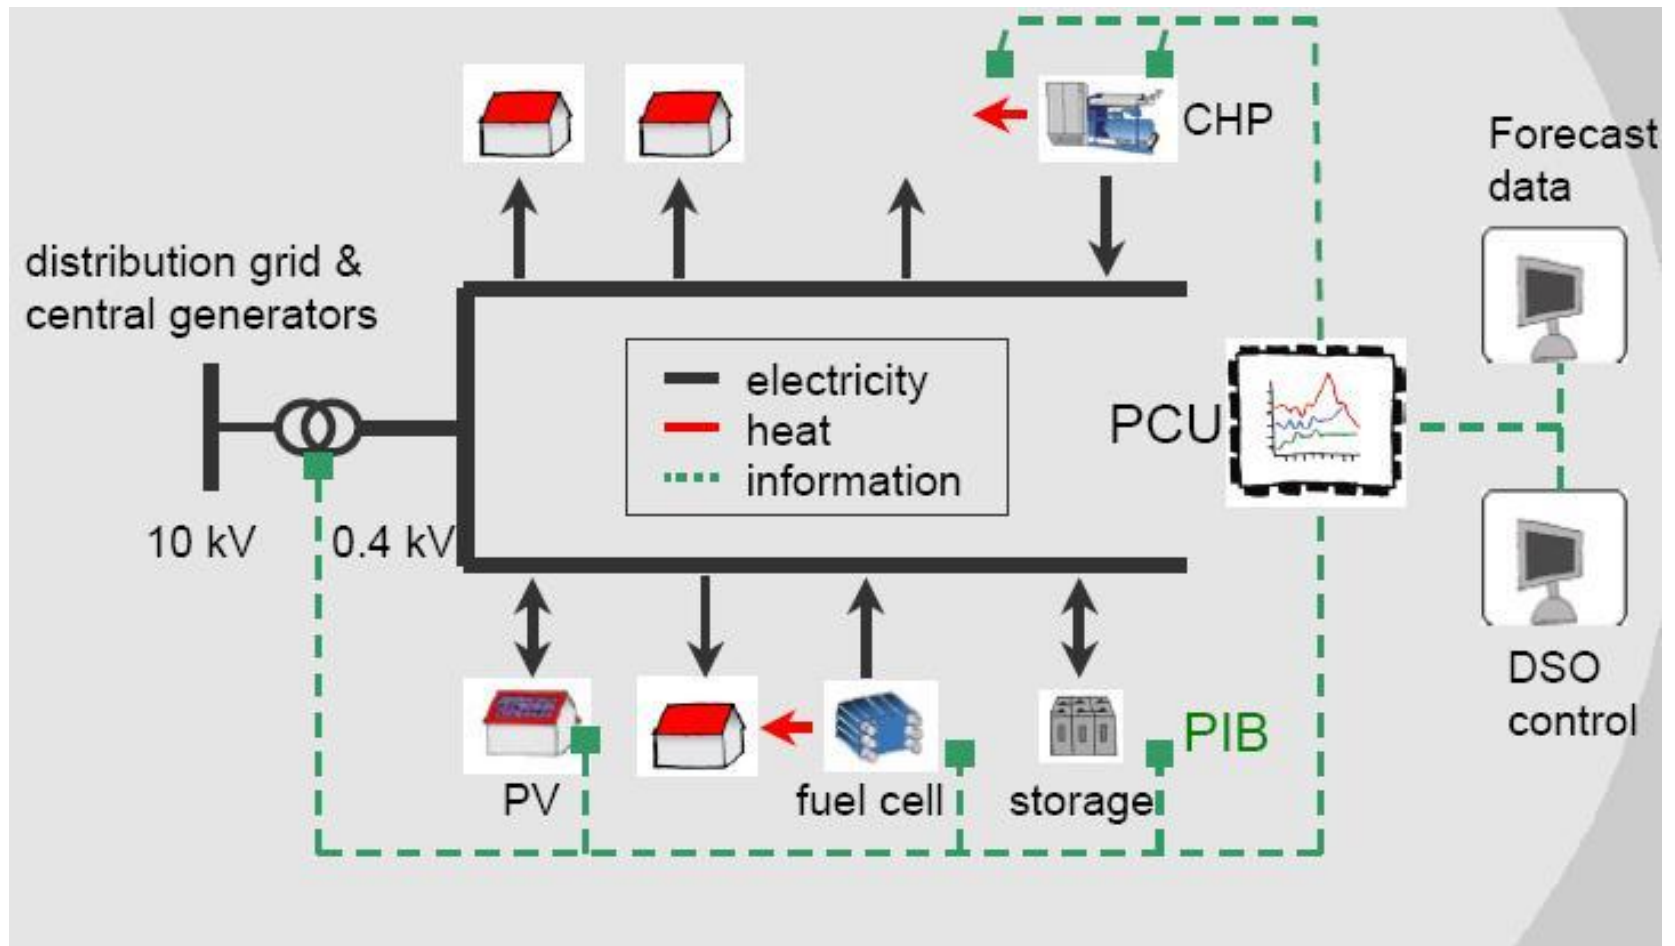 CHP
Forecast
data
distribution grid &
central generators
electricity
heat
information
PCU
10 kV
0.4 kV
PIB
DSO
control
PV
fuel cell
storage